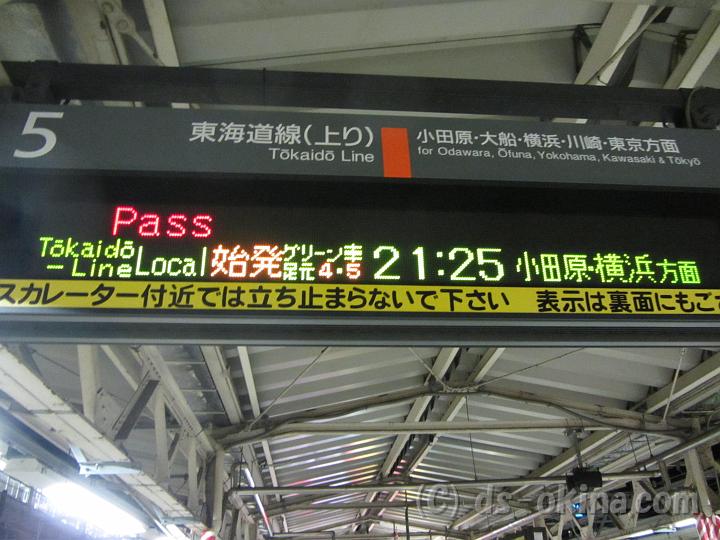 5
東海道線(上り)
Tōkaidō Line
小田原・大船・横浜・川崎・東京方面
for Odawara, Ōfuna, Yokohama, Kawasaki & Tōkyō
Pass
Tōkaidō
-Line Local 始発 グリーン車
足元4・5 21:25 小田原・横浜方面
スカレーター付近では立ち止まらないで下さい 表示は裏面にもご
(C) ds-okina.com